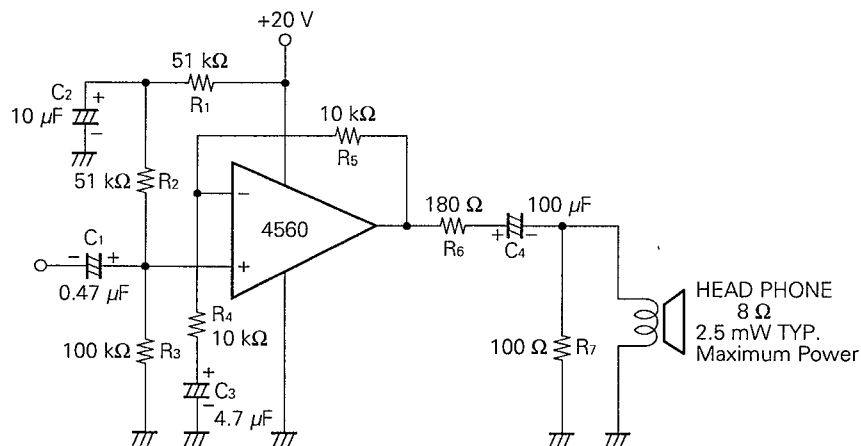 +20 V
51 kΩ
R1
C2
+
10 µF
−
10 kΩ
R5
51 kΩ
R2
−
4560
+
180 Ω
R6
100 µF
+
−
C4
C1
−
+
0.47 µF
R4
10 kΩ
HEAD PHONE
8 Ω
2.5 mW TYP.
Maximum Power
100 kΩ
R3
100 Ω
R7
+
C3
−
4.7 µF